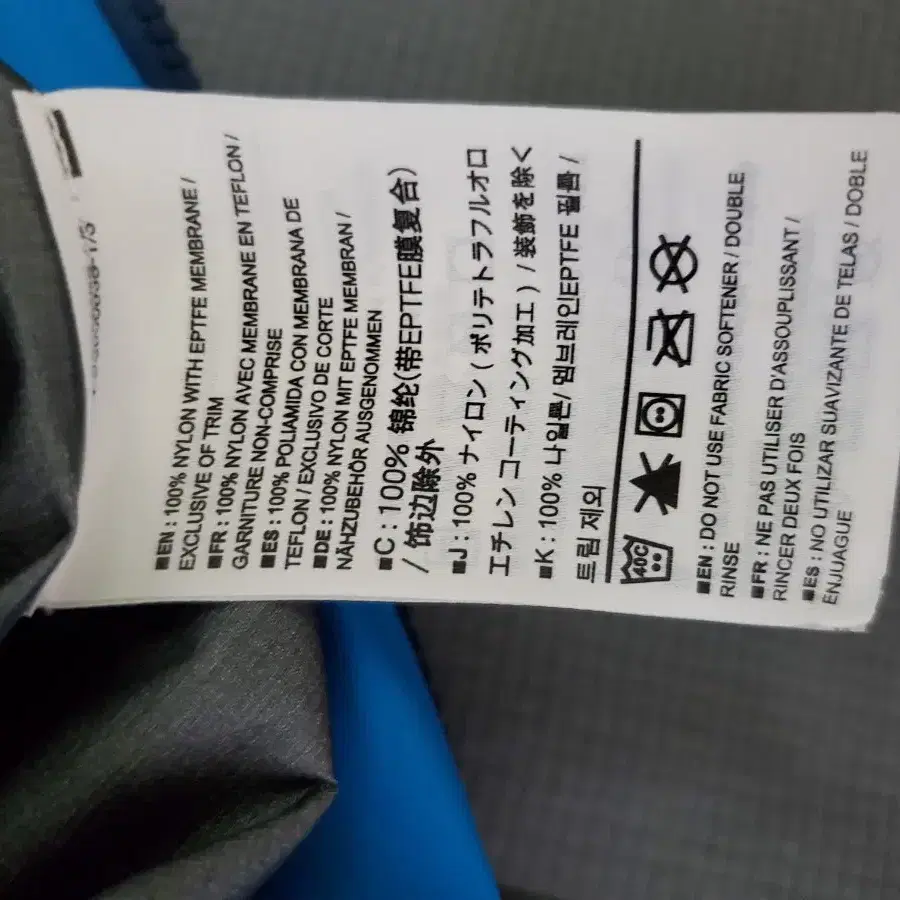 ■EN : 100% NYLON WITH EPTFE MEMBRANE /
EXCLUSIVE OF TRIM
■FR : 100% NYLON AVEC MEMBRANE EN TEFLON /
GARNITURE NON-COMPRISE
■ES : 100% POLIAMIDA CON MEMBRANA DE
TEFLON / EXCLUSIVO DE CORTE
■DE : 100% NYLON MIT EPTFE MEMBRAN /
NÄHZUBEHÖR AUSGENOMMEN
■C : 100% 锦纶(带EPTFE膜复合)
/ 饰边除外
■J : 100% ナイロン ( ポリテトラフルオロ
エチレン コーティング加工 ) / 装飾を除く
■K : 100% 나일론/ 멤브레인EPTFE 필름 /
트림 제외
40C
■EN : DO NOT USE FABRIC SOFTENER / DOUBLE
RINSE
■FR : NE PAS UTILISER D'ASSOUPLISSANT /
RINCER DEUX FOIS
■ES : NO UTILIZAR SUAVIZANTE DE TELAS / DOBLE
ENJUAGUE